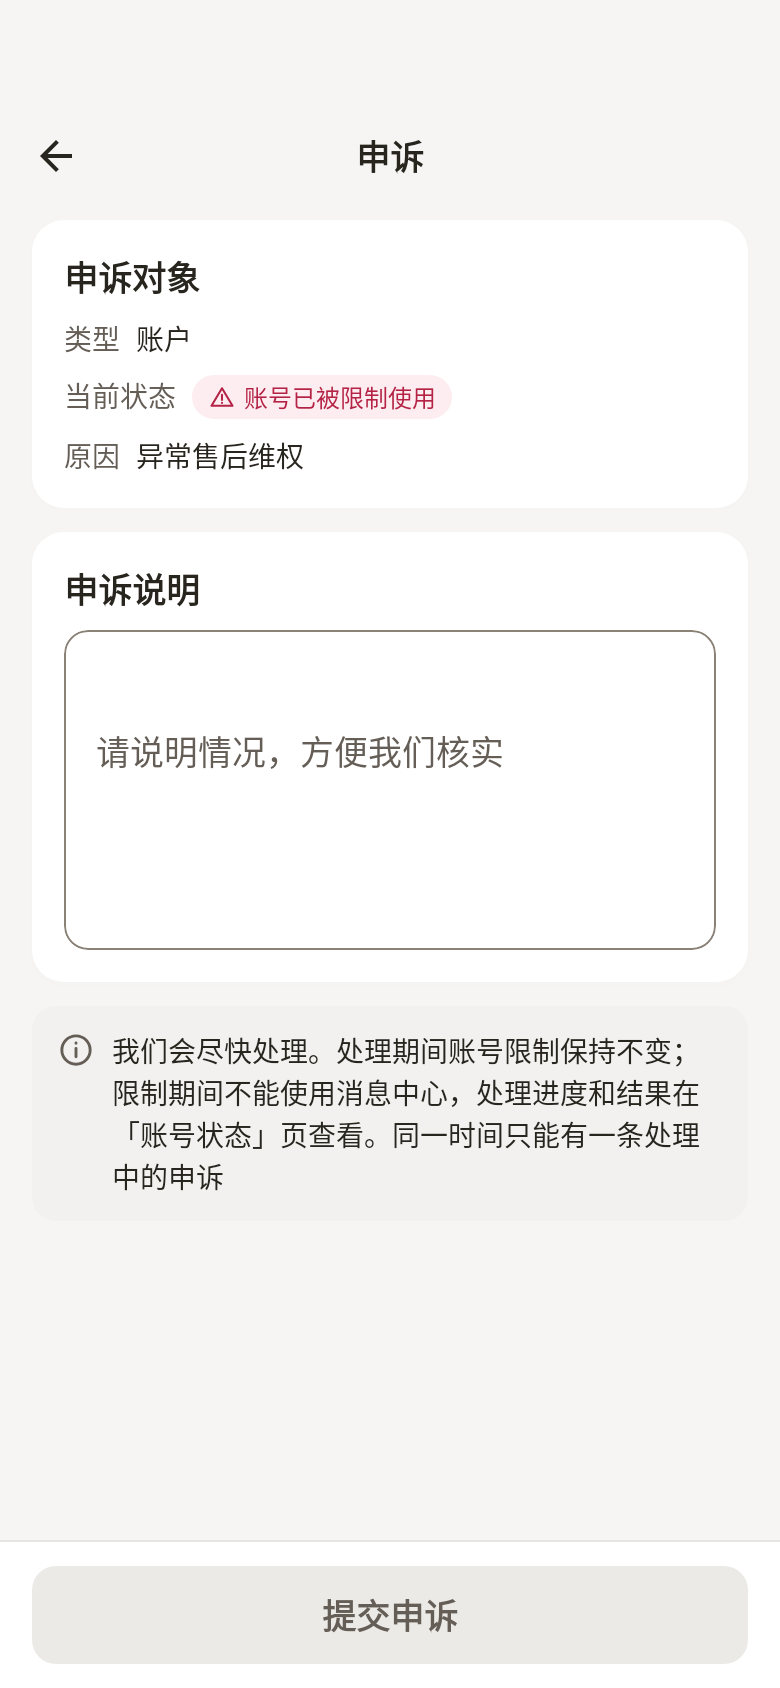 申诉
申诉对象
类型 账户
当前状态 账号已被限制使用
原因 异常售后维权
申诉说明
请说明情况，方便我们核实
我们会尽快处理。处理期间账号限制保持不变；
限制期间不能使用消息中心，处理进度和结果在
「账号状态」页查看。同一时间只能有一条处理
中的申诉
提交申诉